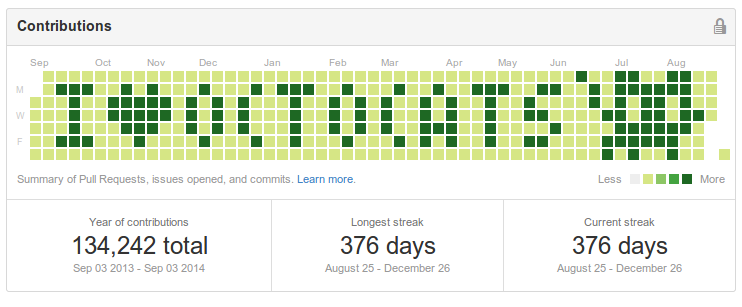 Contributions
Sep Oct Nov Dec Jan Feb Mar Apr May Jun Jul Aug
M
W
F
I ♥ OCTOCATS
Summary of Pull Requests, issues opened, and commits. Learn more.
Less More
Year of contributions
134,242 total
Sep 03 2013 - Sep 03 2014
Longest streak
376 days
August 25 - December 26
Current streak
376 days
August 25 - December 26